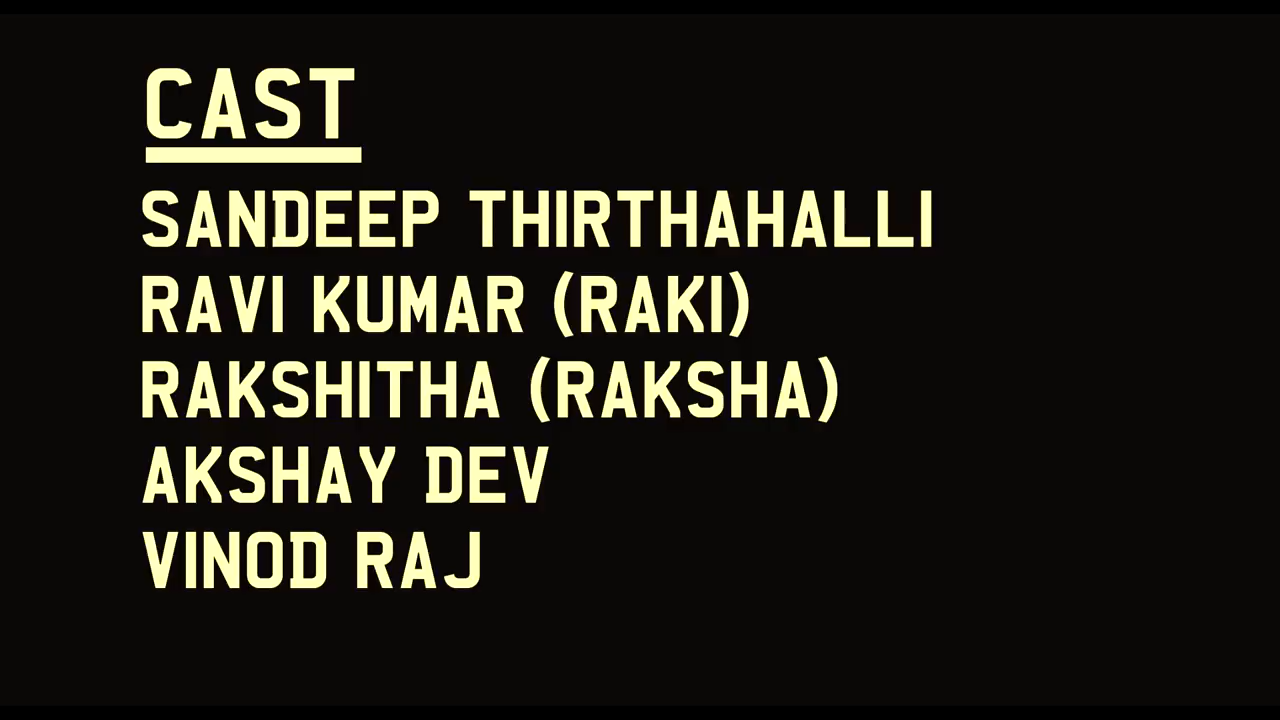 CAST
SANDEEP THIRTHAHALLI
RAVI KUMAR (RAKI)
RAKSHITHA (RAKSHA)
AKSHAY DEV
VINOD RAJ